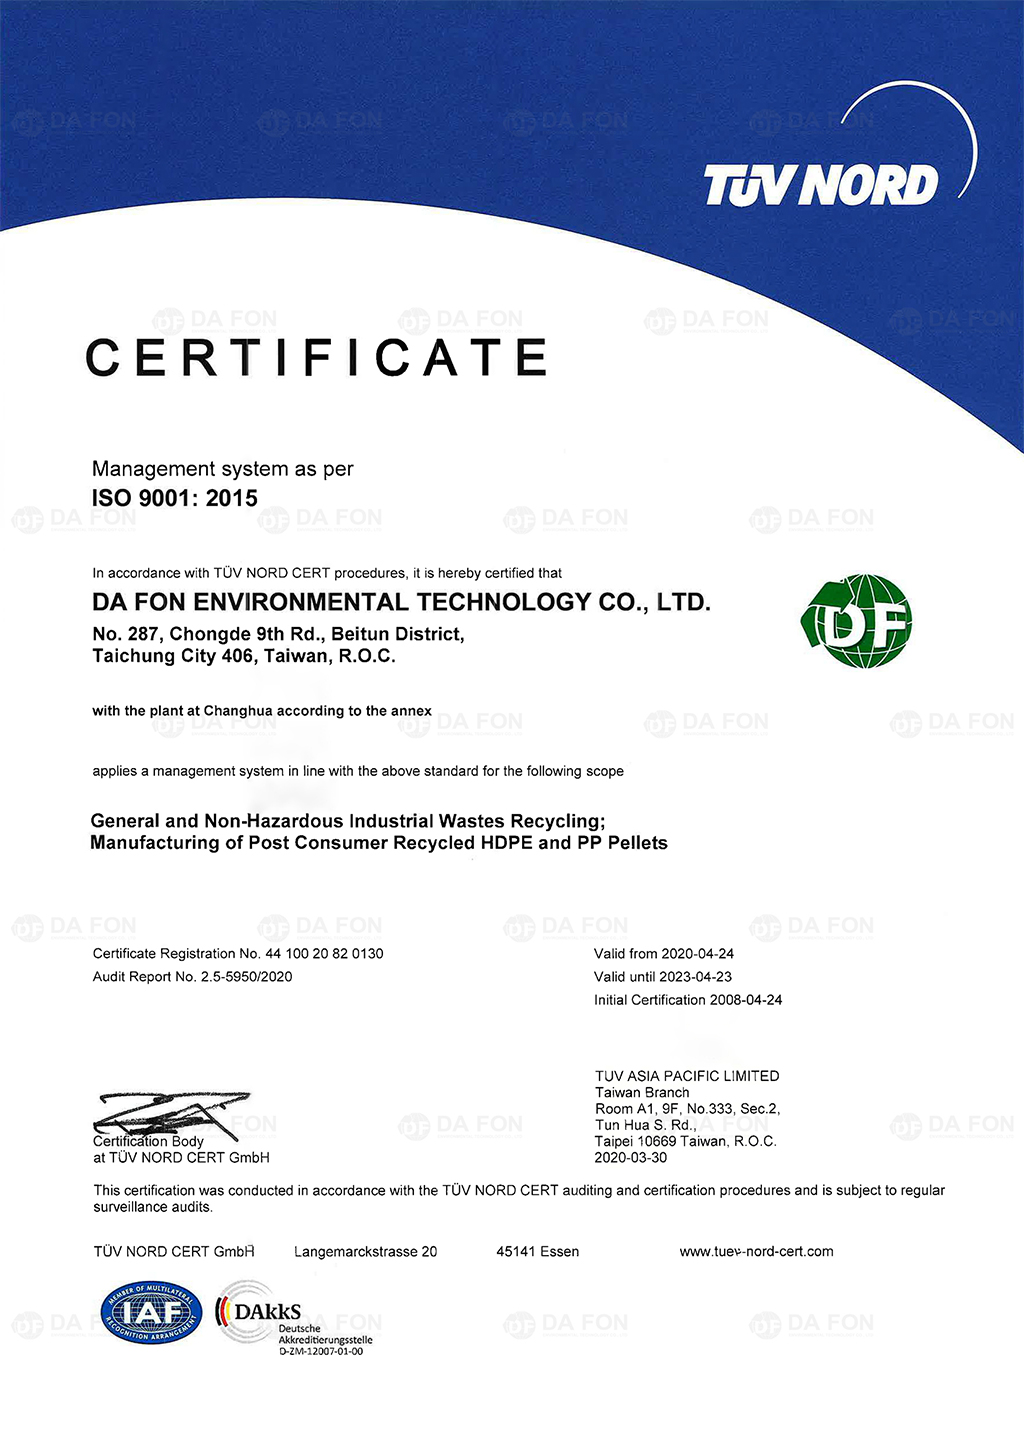 TÜV NORD
CERTIFICATE
Management system as per
ISO 9001: 2015
In accordance with TÜV NORD CERT procedures, it is hereby certified that
DA FON ENVIRONMENTAL TECHNOLOGY CO., LTD.
No. 287, Chongde 9th Rd., Beitun District,
Taichung City 406, Taiwan, R.O.C.
DF
with the plant at Changhua according to the annex
applies a management system in line with the above standard for the following scope
General and Non-Hazardous Industrial Wastes Recycling;
Manufacturing of Post Consumer Recycled HDPE and PP Pellets
Certificate Registration No. 44 100 20 82 0130
Audit Report No. 2.5-5950/2020
Valid from 2020-04-24
Valid until 2023-04-23
Initial Certification 2008-04-24
Certification Body
at TÜV NORD CERT GmbH
TUV ASIA PACIFIC LIMITED
Taiwan Branch
Room A1, 9F, No.333, Sec.2,
Tun Hua S. Rd.,
Taipei 10669 Taiwan, R.O.C.
2020-03-30
This certification was conducted in accordance with the TÜV NORD CERT auditing and certification procedures and is subject to regular
surveillance audits.
TÜV NORD CERT GmbH Langemarckstrasse 20 45141 Essen www.tuev-nord-cert.com
MEMBER OF MULTILATERAL
IAF
RECOGNITION ARRANGEMENT
DAkkS
Deutsche
Akkreditierungsstelle
D-ZM-12007-01-00
DF DA FON